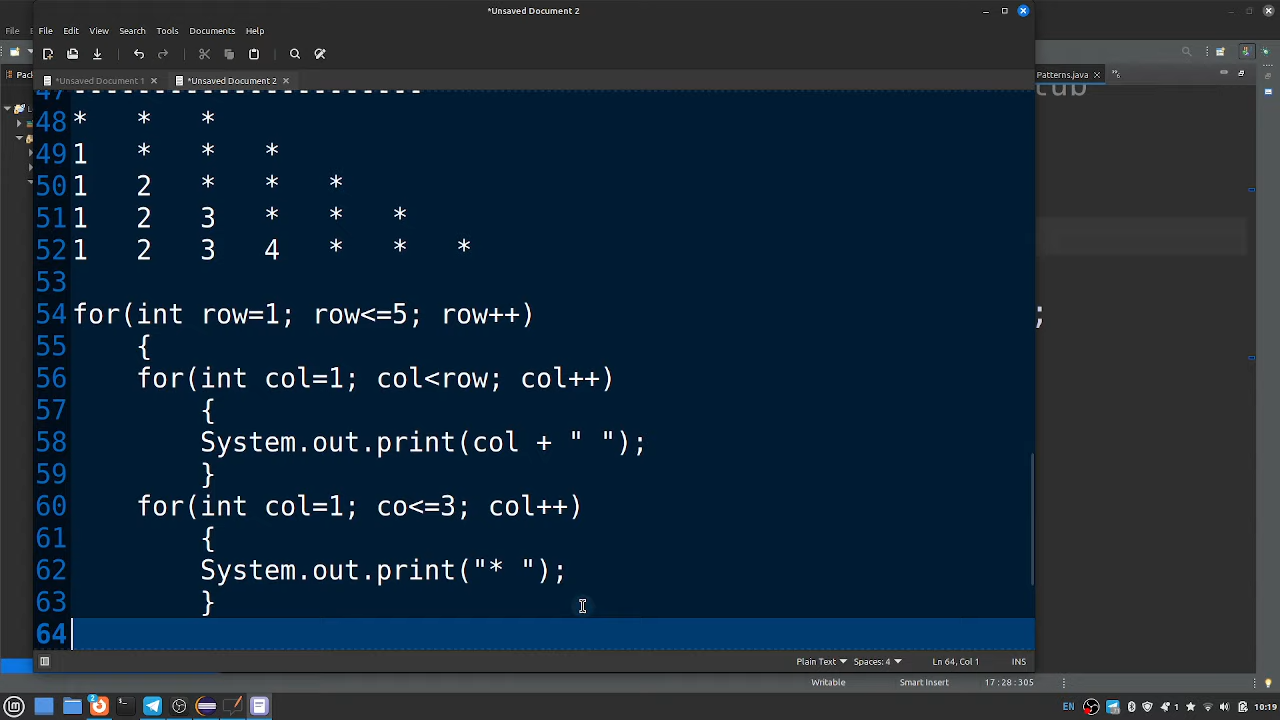 *Unsaved Document 2
File Edit View Search Tools Documents Help
*Unsaved Document 1 *Unsaved Document 2
Patterns.java
48 * * *
49 1 * * *
50 1 2 * * *
51 1 2 3 * * *
52 1 2 3 4 * * *
53
54 for(int row=1; row<=5; row++)
55 {
56 for(int col=1; col<row; col++)
57 {
58 System.out.print(col + " ");
59 }
60 for(int col=1; co<=3; col++)
61 {
62 System.out.print("* ");
63 }
64
Plain Text Spaces: 4 Ln 64, Col 1 INS
Writable Smart Insert 17:28:305
EN 1 10:19